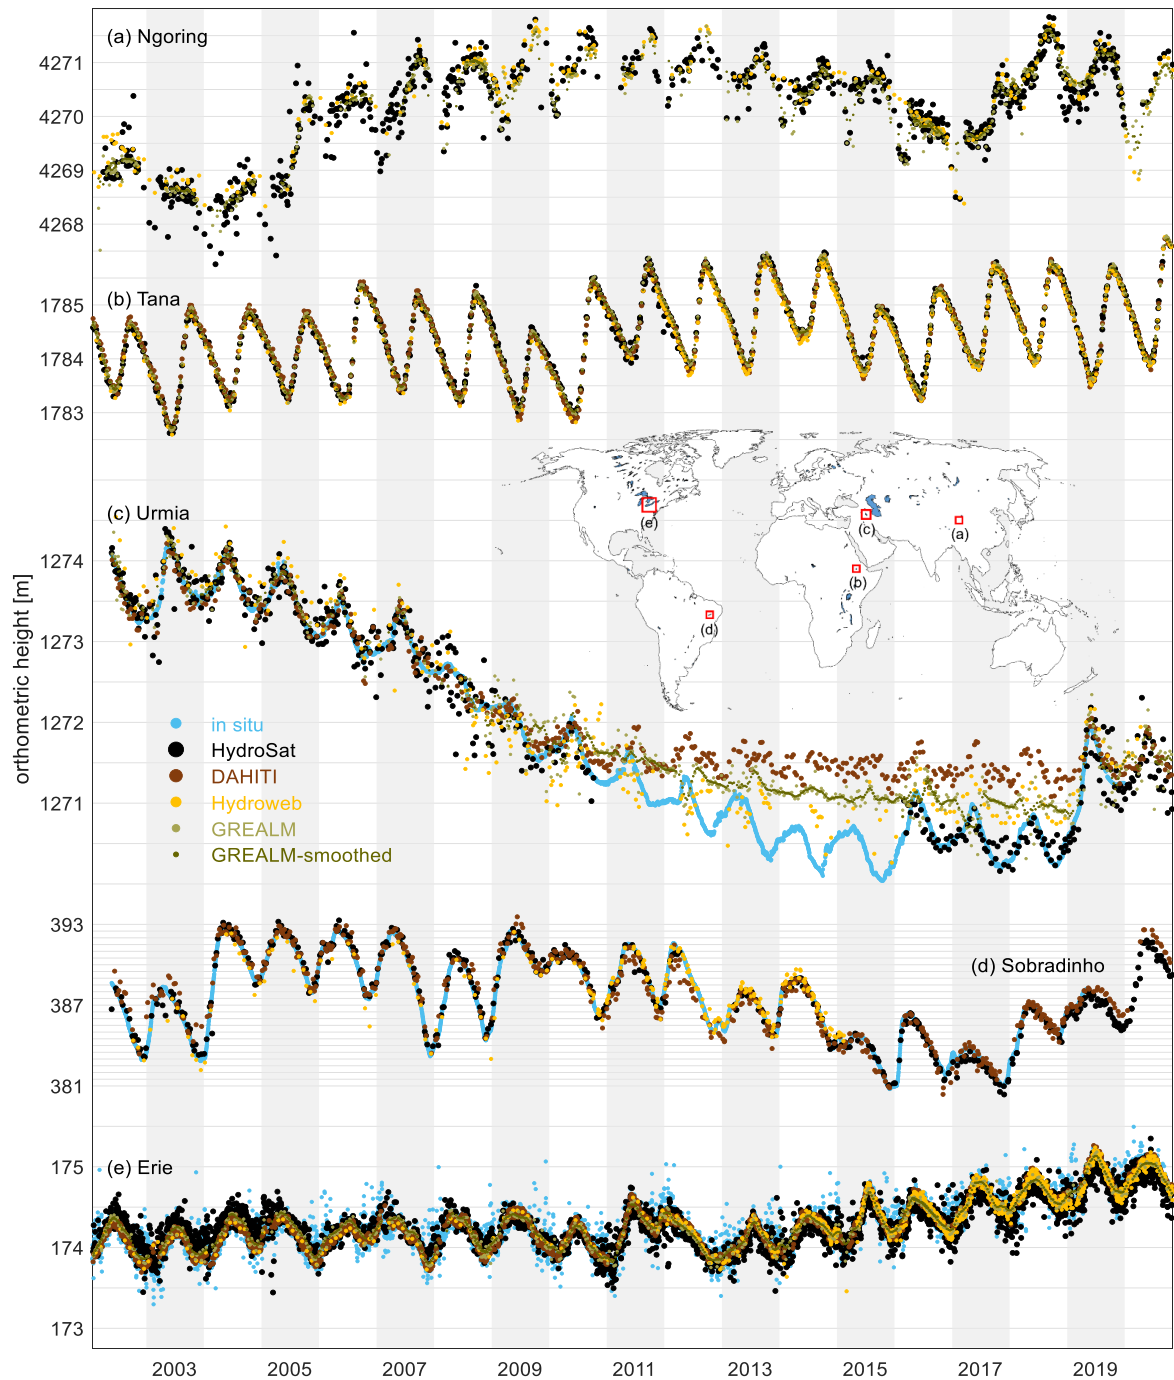 (a) Ngoring
4271
4270
4269
4268
(b) Tana
1785
1784
1783
(c) Urmia
1274
1273
1272
1271
orthometric height [m]
in situ
HydroSat
DAHITI
Hydroweb
GREALM
GREALM-smoothed
(e)
(c)
(a)
(b)
(d)
393
(d) Sobradinho
387
381
(e) Erie
175
174
173
2003 2005 2007 2009 2011 2013 2015 2017 2019